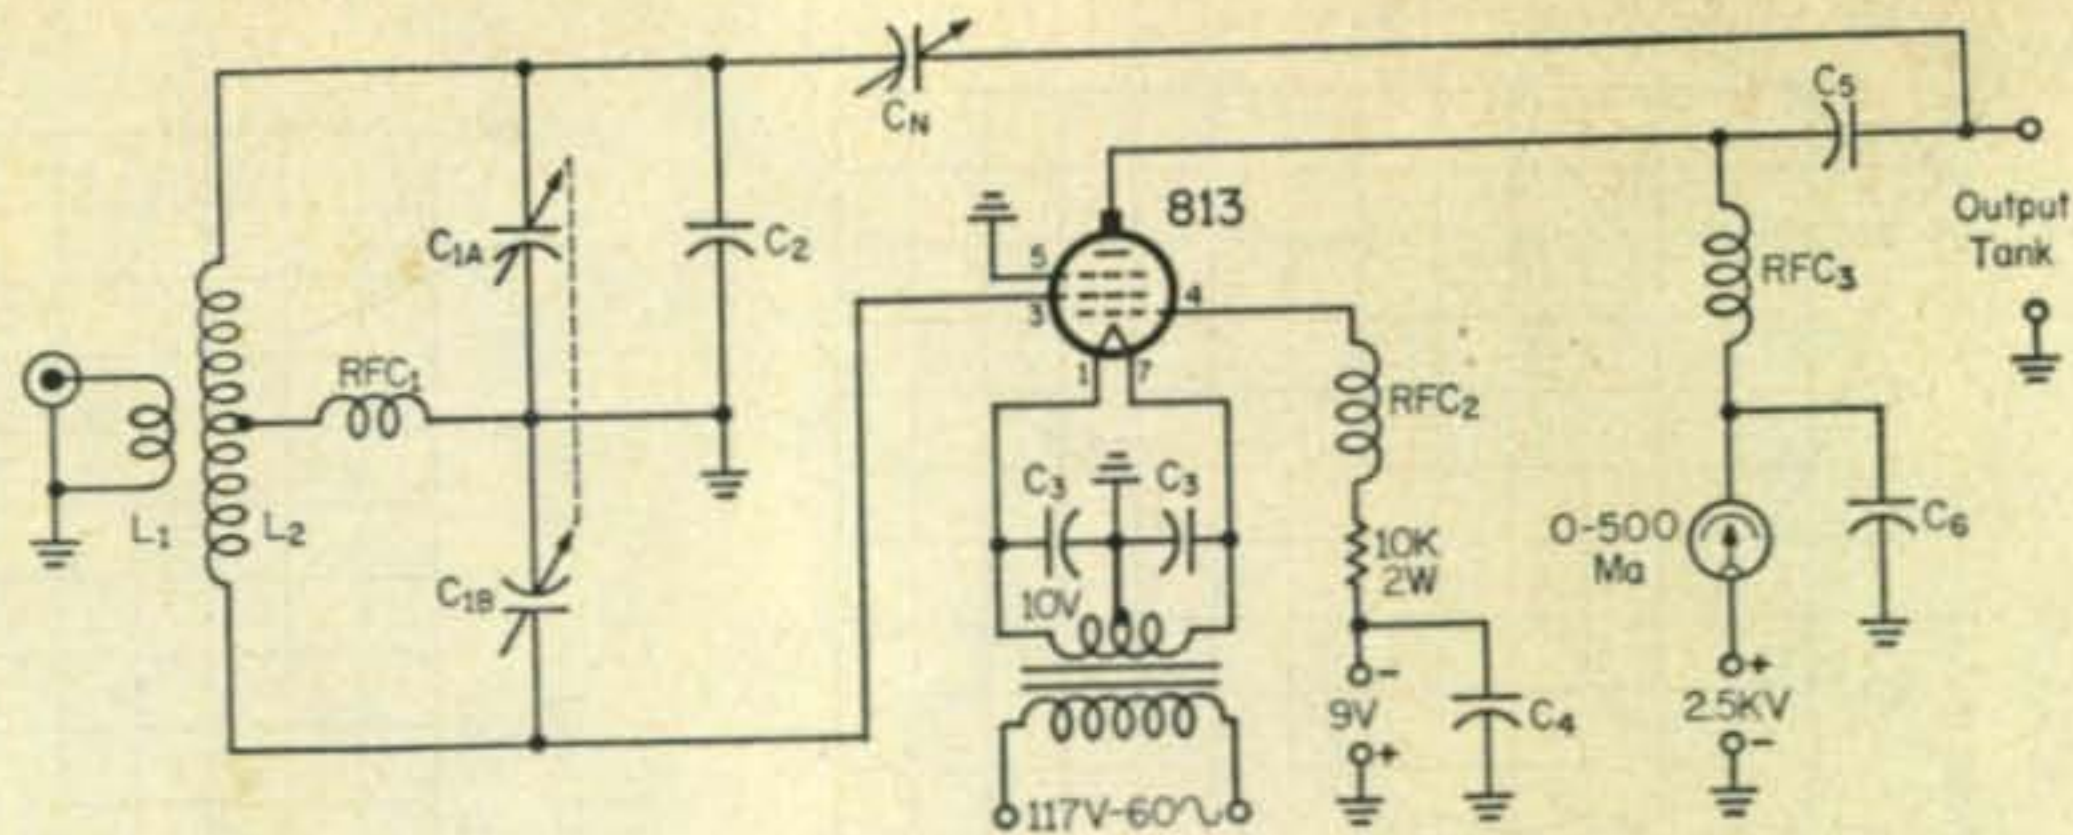 CN
C5
813
Output
Tank
C1A
C2
5
3
4
RFC3
RFC1
1
7
RFC2
L1
L2
C3
C3
0-500
Ma
C6
10K
2W
C1B
10V
-
9V
+
C4
+
2.5KV
-
117V-60∿